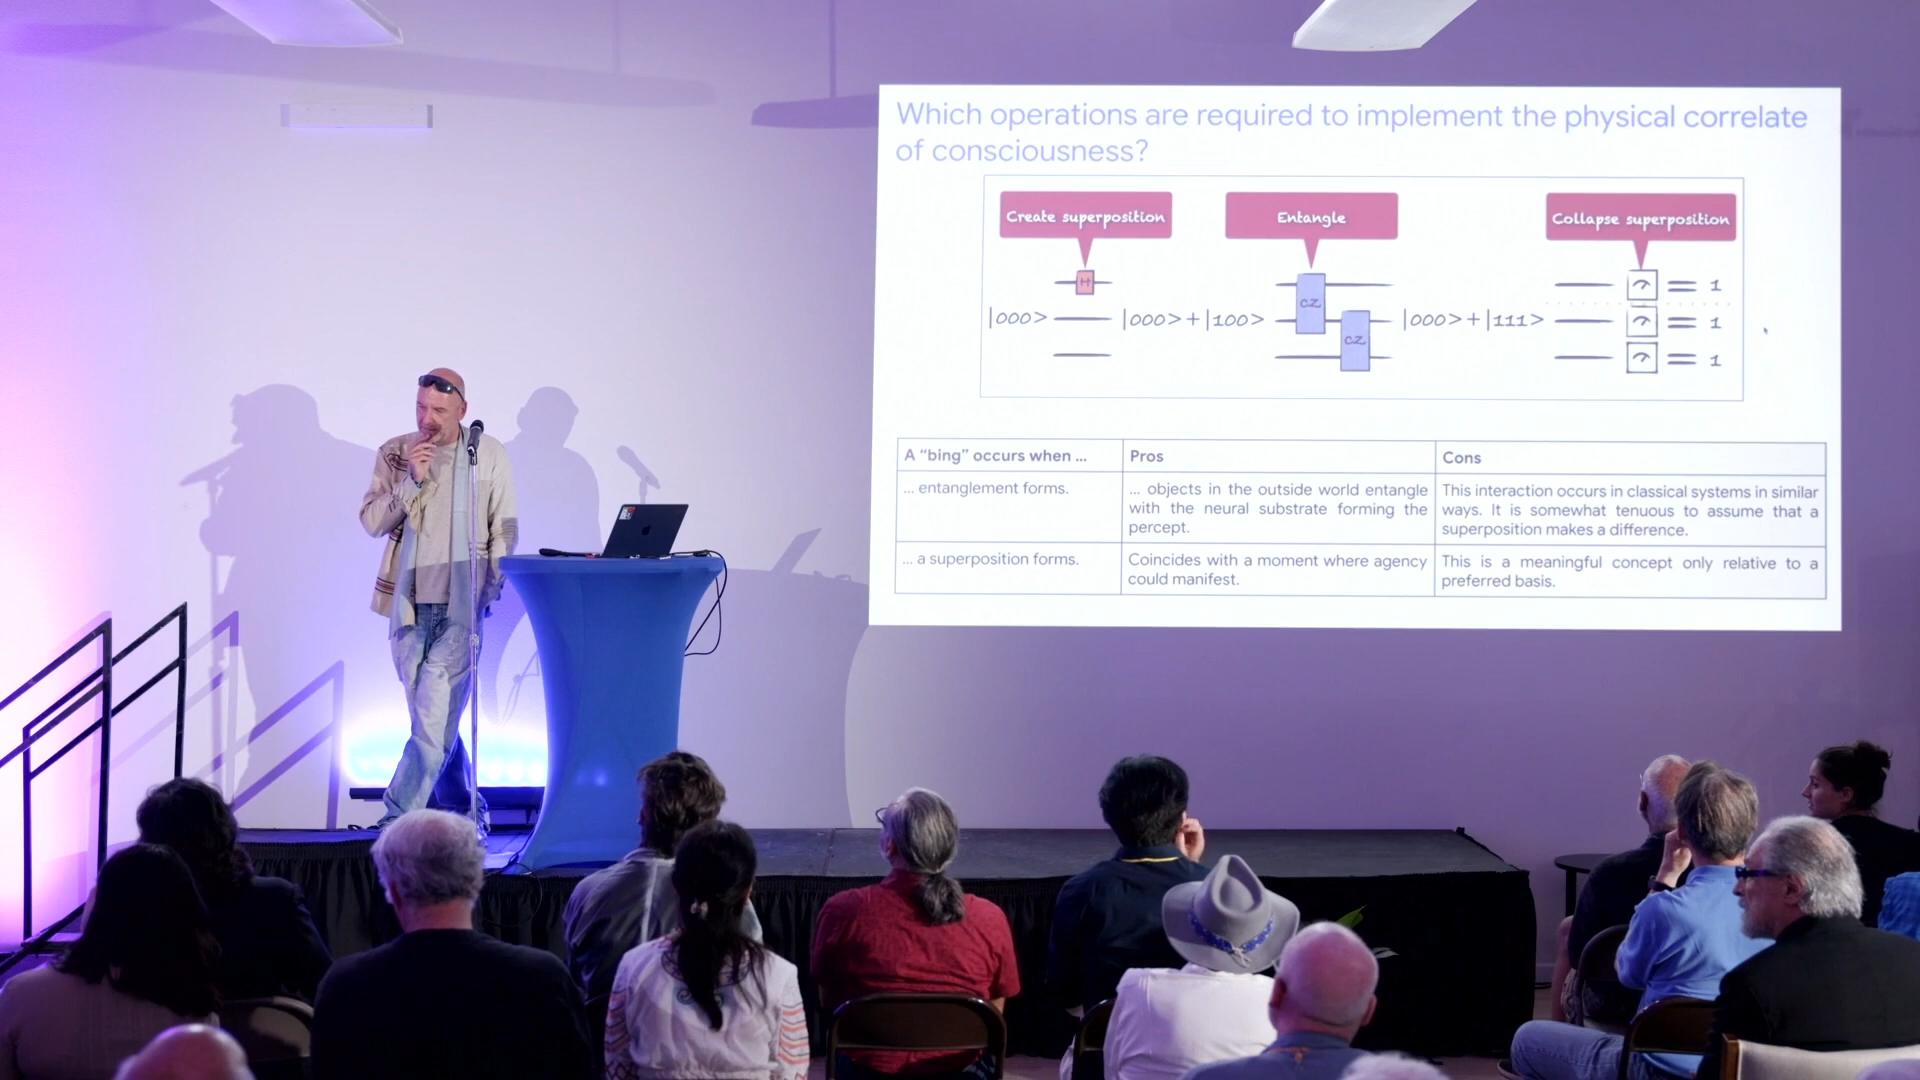 Which operations are required to implement the physical correlate
of consciousness?
Create superposition
Entangle
Collapse superposition
H
|000>
|000>+|100>
CZ
CZ
|000>+|111>
= 1
= 1
= 1
A “bing” occurs when ...
Pros
Cons
... entanglement forms.
... objects in the outside world entangle
with the neural substrate forming the
percept.
This interaction occurs in classical systems in similar
ways. It is somewhat tenuous to assume that a
superposition makes a difference.
... a superposition forms.
Coincides with a moment where agency
could manifest.
This is a meaningful concept only relative to a
preferred basis.